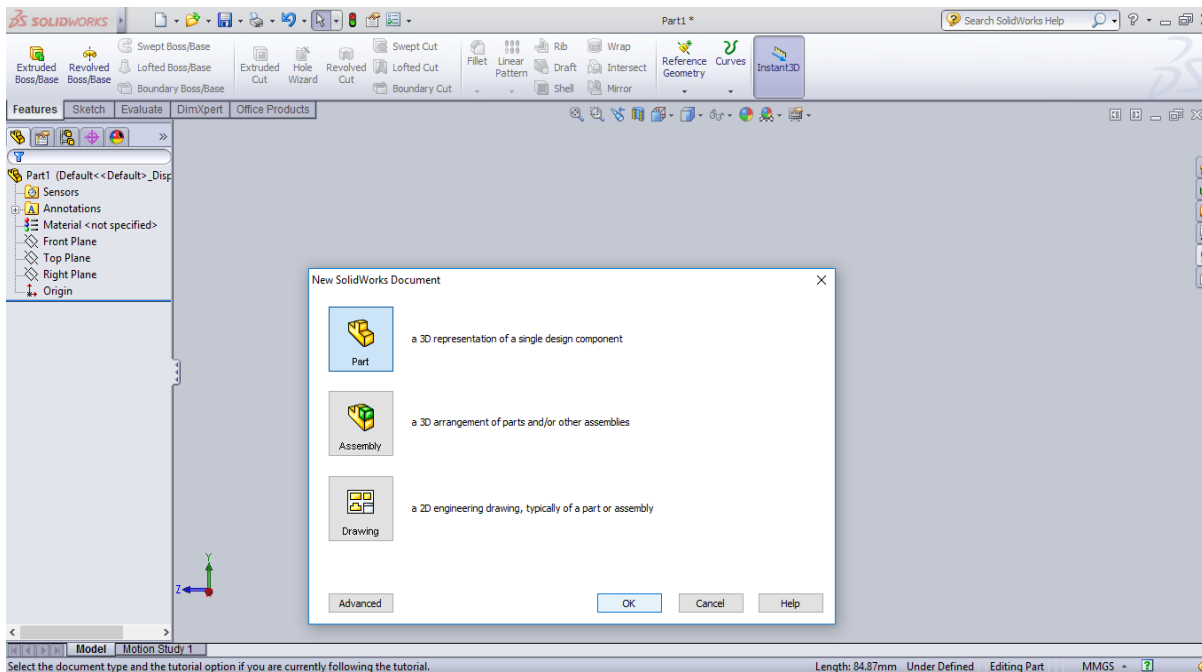 SOLIDWORKS
Part1 *
Search SolidWorks Help
Extruded Boss/Base
Revolved Boss/Base
Swept Boss/Base
Lofted Boss/Base
Boundary Boss/Base
Extruded Cut
Hole Wizard
Revolved Cut
Swept Cut
Lofted Cut
Boundary Cut
Fillet
Linear Pattern
Rib
Draft
Shell
Wrap
Intersect
Mirror
Reference Geometry
Curves
Instant3D
Features Sketch Evaluate DimXpert Office Products
Part1 (Default<<Default>_Disp
Sensors
Annotations
Material <not specified>
Front Plane
Top Plane
Right Plane
Origin
New SolidWorks Document
Part
a 3D representation of a single design component
Assembly
a 3D arrangement of parts and/or other assemblies
Drawing
a 2D engineering drawing, typically of a part or assembly
Advanced OK Cancel Help
Y
Z
Model Motion Study 1
Select the document type and the tutorial option if you are currently following the tutorial. Length: 84.87mm Under Defined Editing Part MMGS